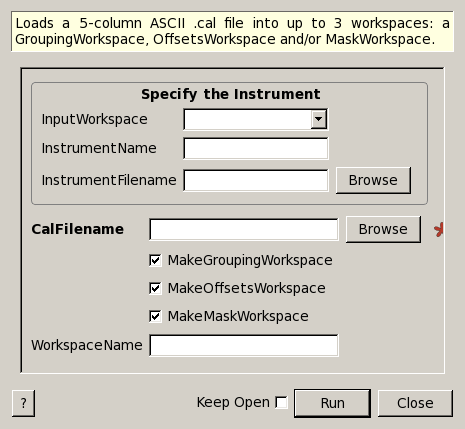 Loads a 5-column ASCII .cal file into up to 3 workspaces: a
GroupingWorkspace, OffsetsWorkspace and/or MaskWorkspace.
Specify the Instrument
InputWorkspace
InstrumentName
InstrumentFilename Browse
CalFilename Browse
MakeGroupingWorkspace
MakeOffsetsWorkspace
MakeMaskWorkspace
WorkspaceName
? Keep Open Run Close